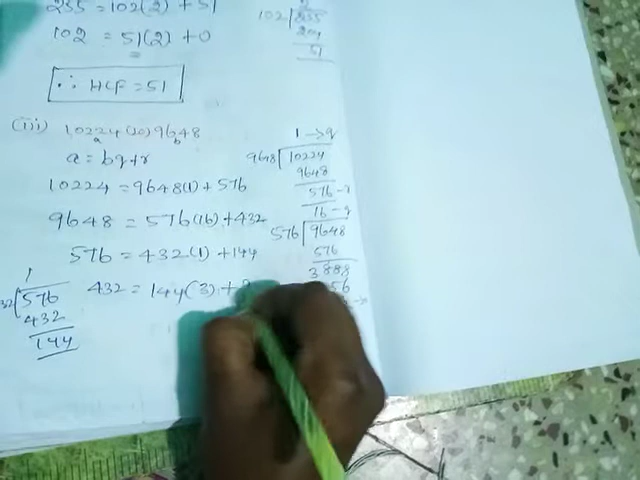 255 = 102(2) + 51
102 = 51(2) + 0
∴ HCF = 51
102 255
204
51
(iii) 10224 9648
a b
a = bq+r
10224 = 9648(1) + 576
9648 = 576(16) + 432
576 = 432(1) + 144
432 = 144(3) +
1 → q
9648 10224
9648
576
16 - q
576 9648
576
3888
1
576
432
144